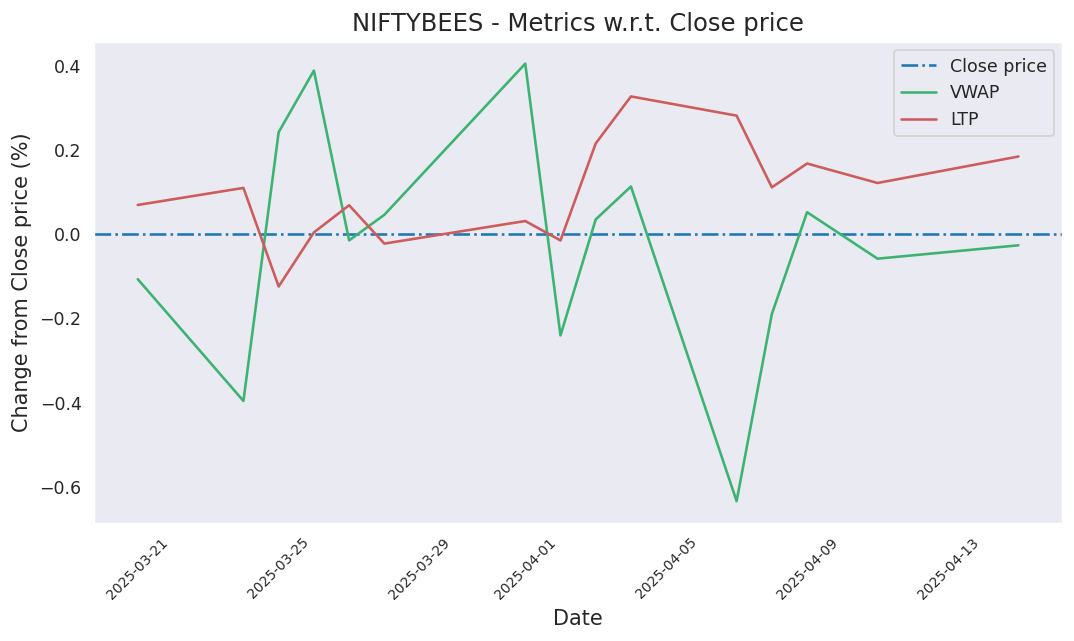 NIFTYBEES - Metrics w.r.t. Close price
Close price
VWAP
LTP
Change from Close price (%)
0.4
0.2
0.0
−0.2
−0.4
−0.6
2025-03-21
2025-03-25
2025-03-29
2025-04-01
2025-04-05
2025-04-09
2025-04-13
Date